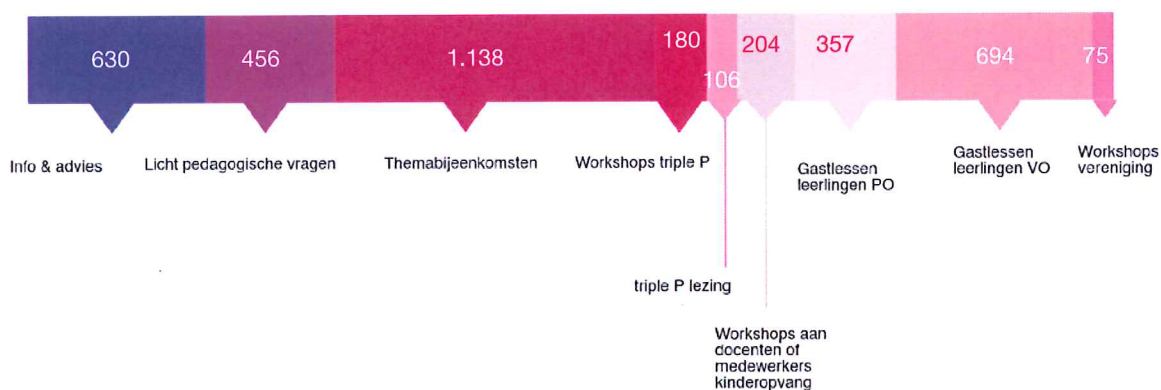 630
456
1.138
180
106
204
357
694
75
Info & advies
Licht pedagogische vragen
Themabijeenkomsten
Workshops triple P
triple P lezing
Workshops aan
docenten of
medewerkers
kinderopvang
Gastlessen
leerlingen PO
Gastlessen
leerlingen VO
Workshops
vereniging